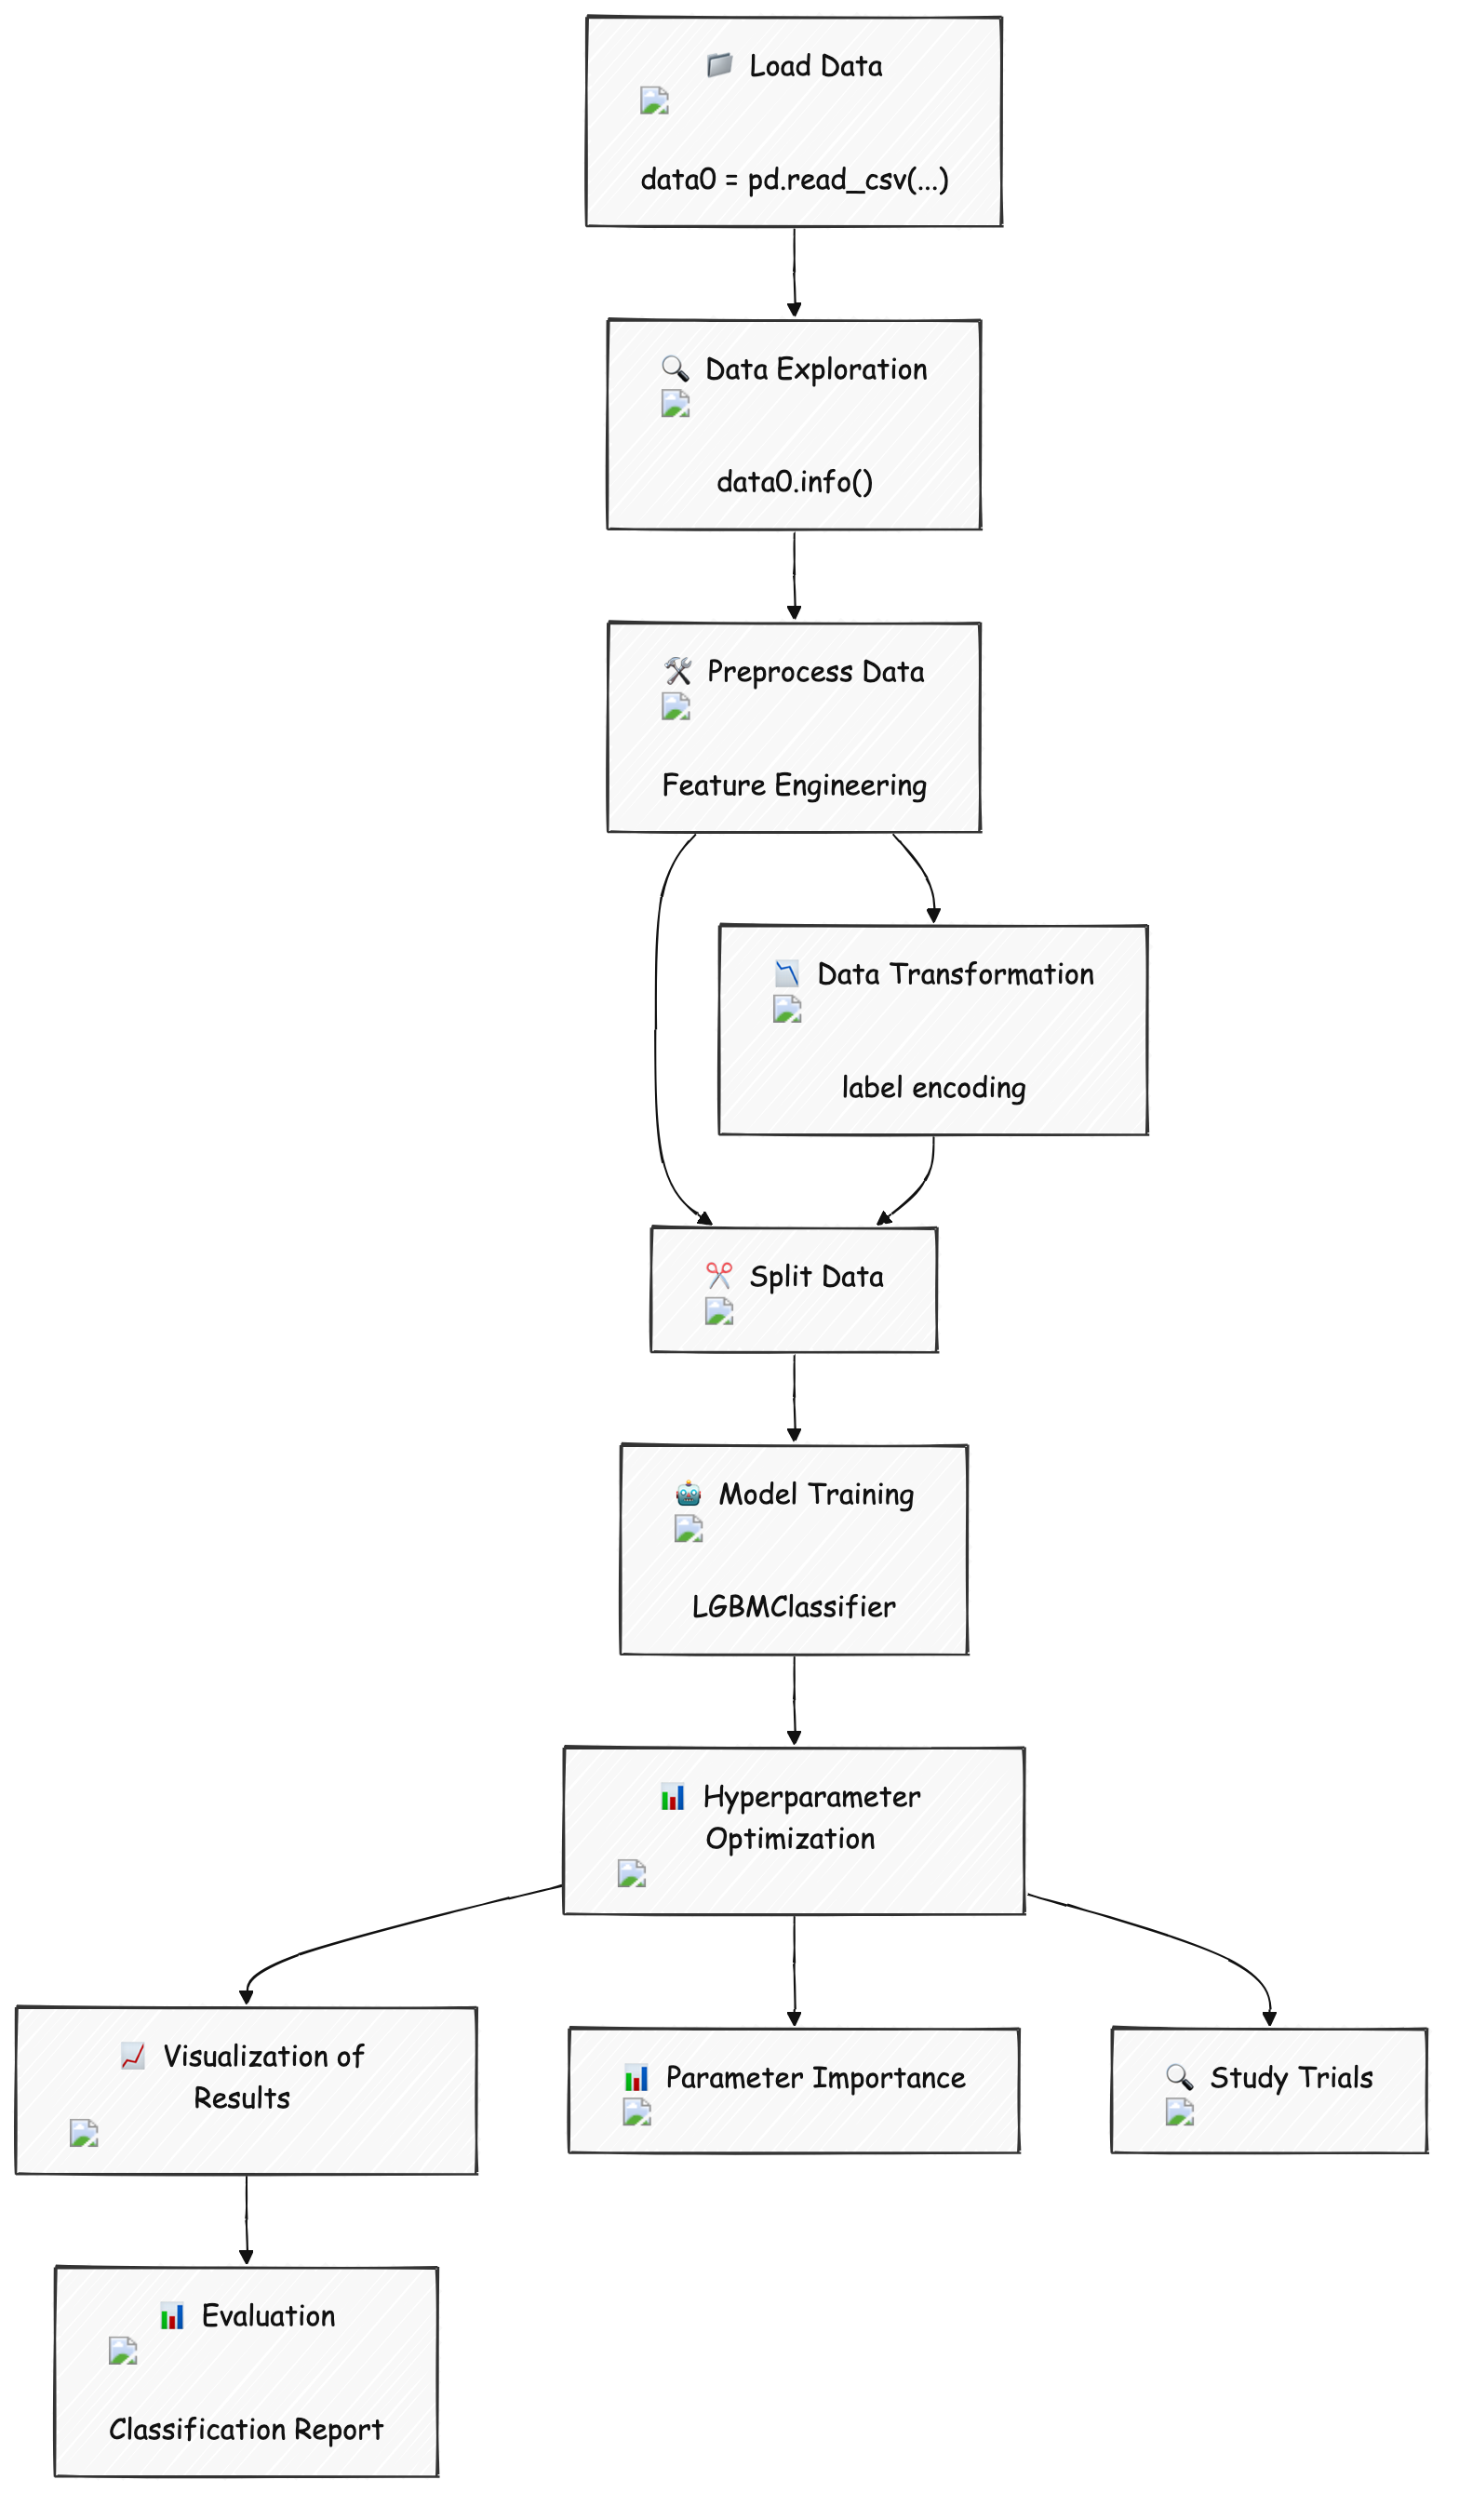 Load Data
data0 = pd.read_csv(...)
Data Exploration
data0.info()
Preprocess Data
Feature Engineering
Data Transformation
label encoding
Split Data
Model Training
LGBMClassifier
Hyperparameter
Optimization
Visualization of
Results
Parameter Importance
Study Trials
Evaluation
Classification Report